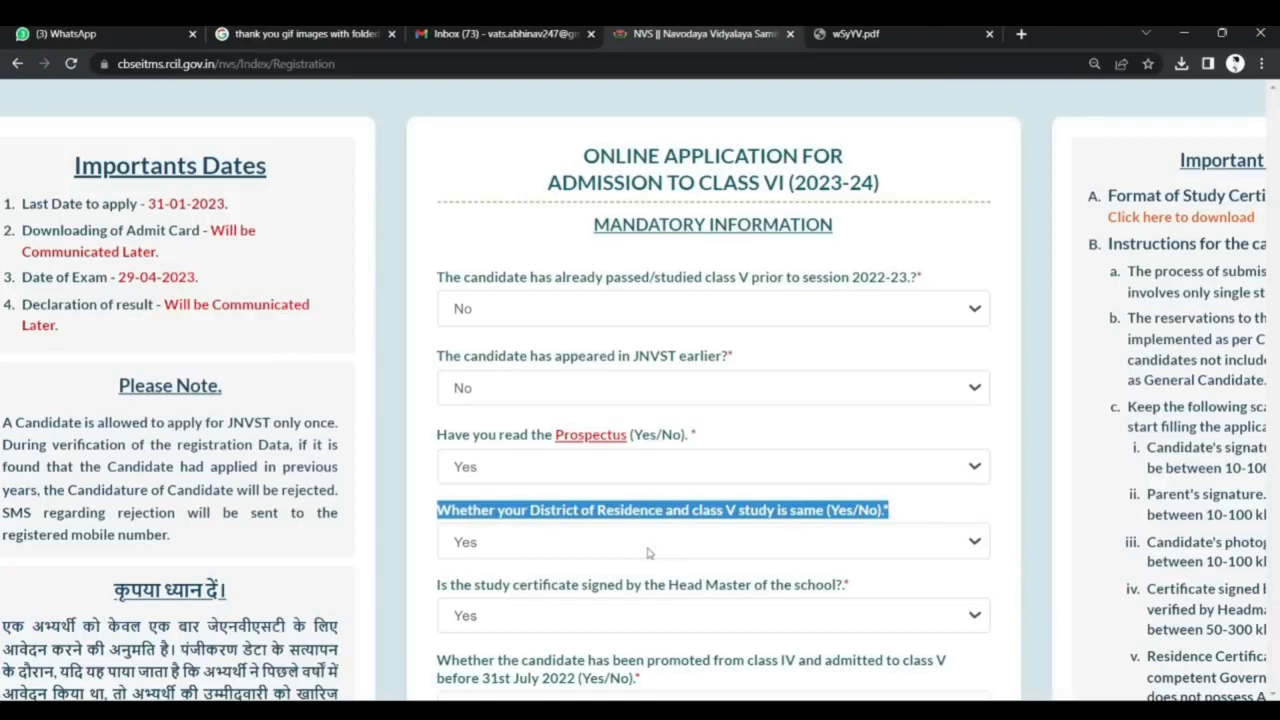 (3) WhatsApp
thank you gif images with folded
Inbox (73) - vats.abhinav247@gm
NVS || Navodaya Vidyalaya Sami
wSyYV.pdf
cbseitms.rcil.gov.in/nvs/Index/Registration
Importants Dates
1. Last Date to apply - 31-01-2023.
2. Downloading of Admit Card - Will be
Communicated Later.
3. Date of Exam - 29-04-2023.
4. Declaration of result - Will be Communicated
Later.
Please Note.
A Candidate is allowed to apply for JNVST only once.
During verification of the registration Data, if it is
found that the Candidate had applied in previous
years, the Candidature of Candidate will be rejected.
SMS regarding rejection will be sent to the
registered mobile number.
कृपया ध्यान दें।
एक अभ्यर्थी को केवल एक बार जेएनवीएसटी के लिए
आवेदन करने की अनुमति है। पंजीकरण डेटा के सत्यापन
के दौरान, यदि यह पाया जाता है कि अभ्यर्थी ने पिछले वर्षों में
आवेदन किया था, तो अभ्यर्थी की उम्मीदवारी को खारिज
ONLINE APPLICATION FOR
ADMISSION TO CLASS VI (2023-24)
MANDATORY INFORMATION
The candidate has already passed/studied class V prior to session 2022-23.?*
No
The candidate has appeared in JNVST earlier?*
No
Have you read the Prospectus (Yes/No). *
Yes
Whether your District of Residence and class V study is same (Yes/No).*
Yes
Is the study certificate signed by the Head Master of the school?.*
Yes
Whether the candidate has been promoted from class IV and admitted to class V
before 31st July 2022 (Yes/No).*
Important
A. Format of Study Certi
Click here to download
B. Instructions for the ca
a. The process of submis
involves only single st
b. The reservations to th
implemented as per C
candidates not include
as General Candidate.
c. Keep the following sca
start filling the applica
i. Candidate's signatu
be between 10-100
ii. Parent's signature.
between 10-100 kl
iii. Candidate's photog
between 10-100 kl
iv. Certificate signed b
verified by Headma
between 50-300 kl
v. Residence Certifica
competent Govern
does not possess A